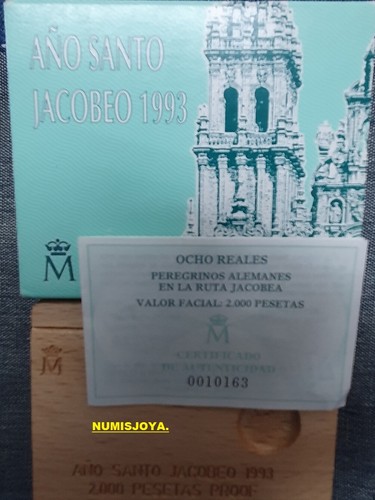 AÑO SANTO
JACOBEO 1993
M
OCHO REALES
PEREGRINOS ALEMANES
EN LA RUTA JACOBEA
VALOR FACIAL: 2.000 PESETAS
M
CERTIFICADO
DE AUTENTICIDAD
0010163
M
NUMISJOYA.
AÑO SANTO JACOBEO 1993
2.000 PESETAS PROOF